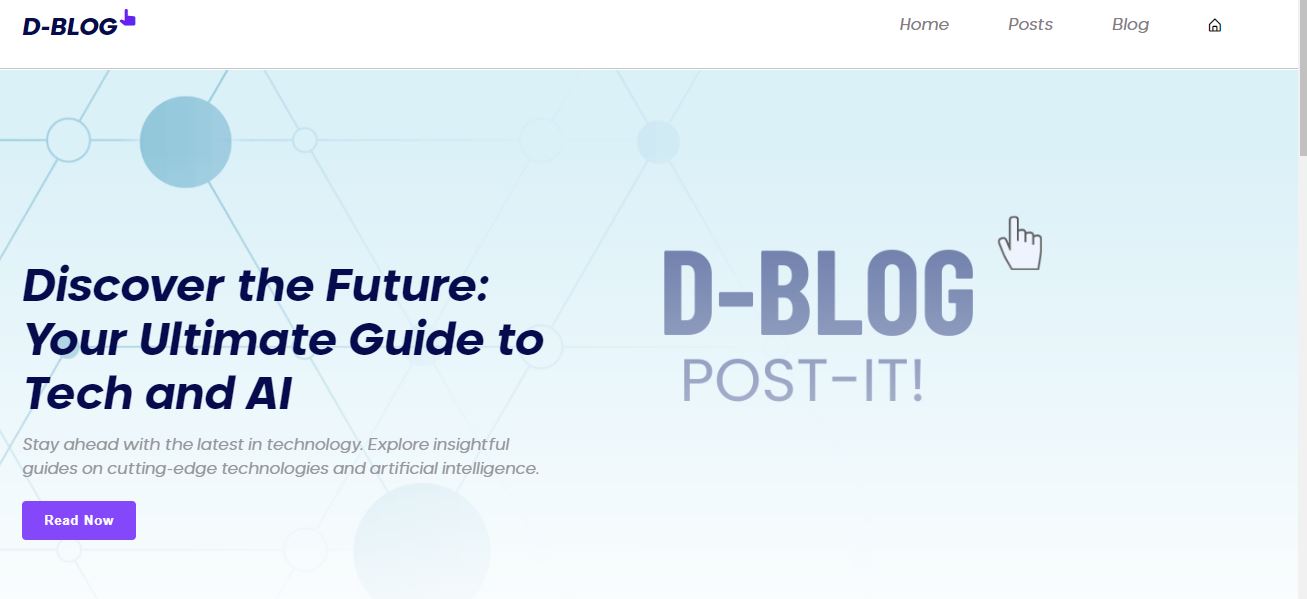 D-BLOG
Home Posts Blog
Discover the Future:
Your Ultimate Guide to
Tech and AI
Stay ahead with the latest in technology. Explore insightful
guides on cutting-edge technologies and artificial intelligence.
Read Now
D-BLOG
POST-IT!